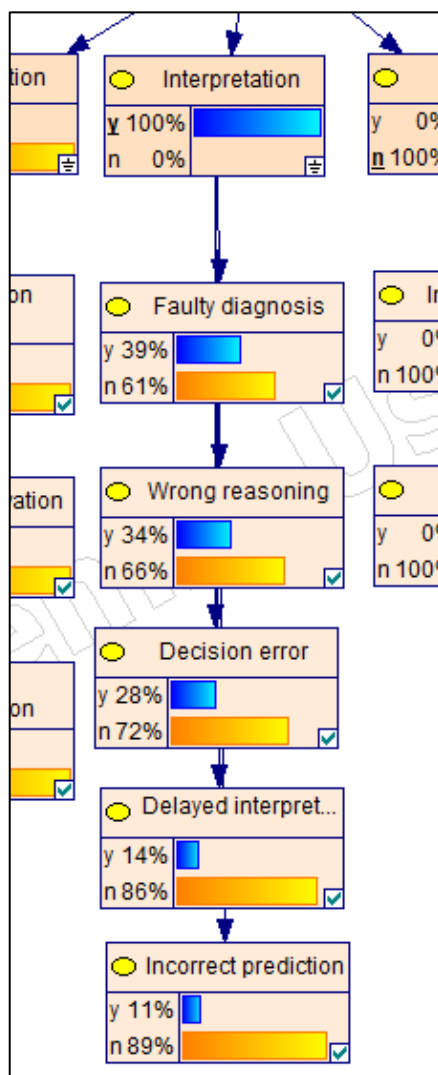 tion
Interpretation
y 100%
n 0%
y 0%
n 100%
on
Faulty diagnosis
y 39%
n 61%
y 0%
n 100%
vation
Wrong reasoning
y 34%
n 66%
y 0%
n 100%
Decision error
y 28%
n 72%
on
Delayed interpret...
y 14%
n 86%
Incorrect prediction
y 11%
n 89%